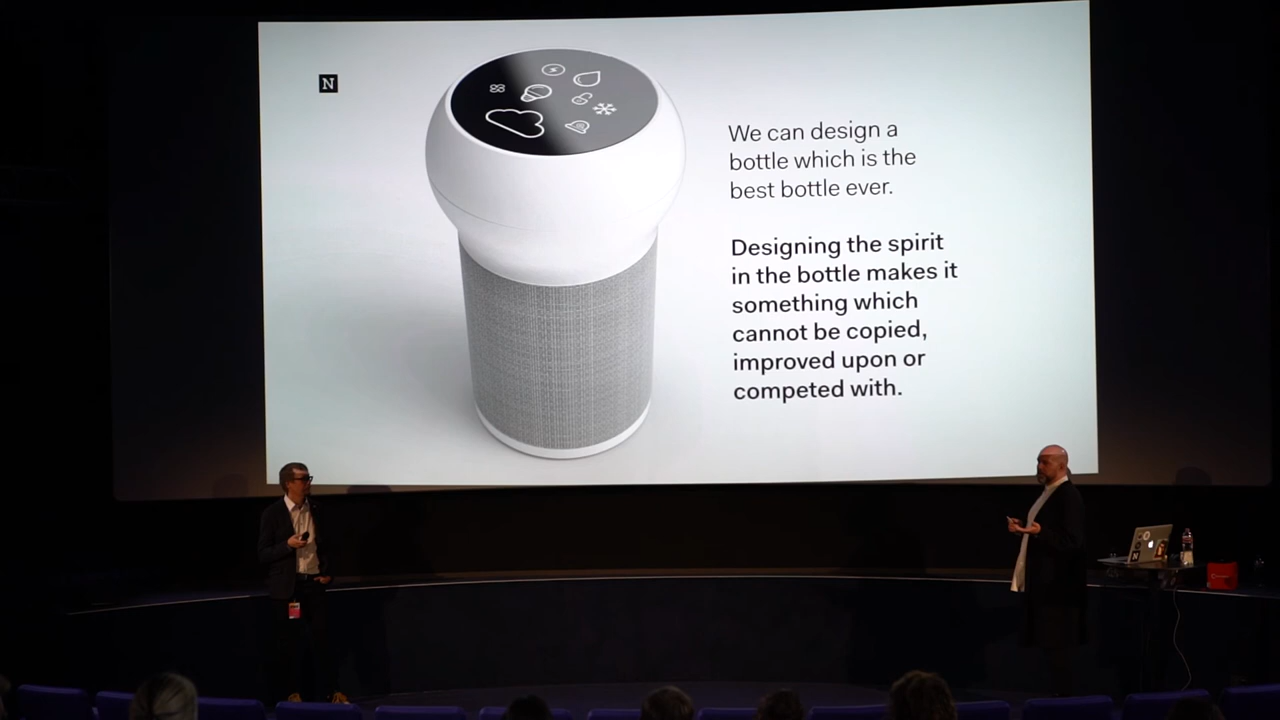 N
We can design a
bottle which is the
best bottle ever.
Designing the spirit
in the bottle makes it
something which
cannot be copied,
improved upon or
competed with.
N